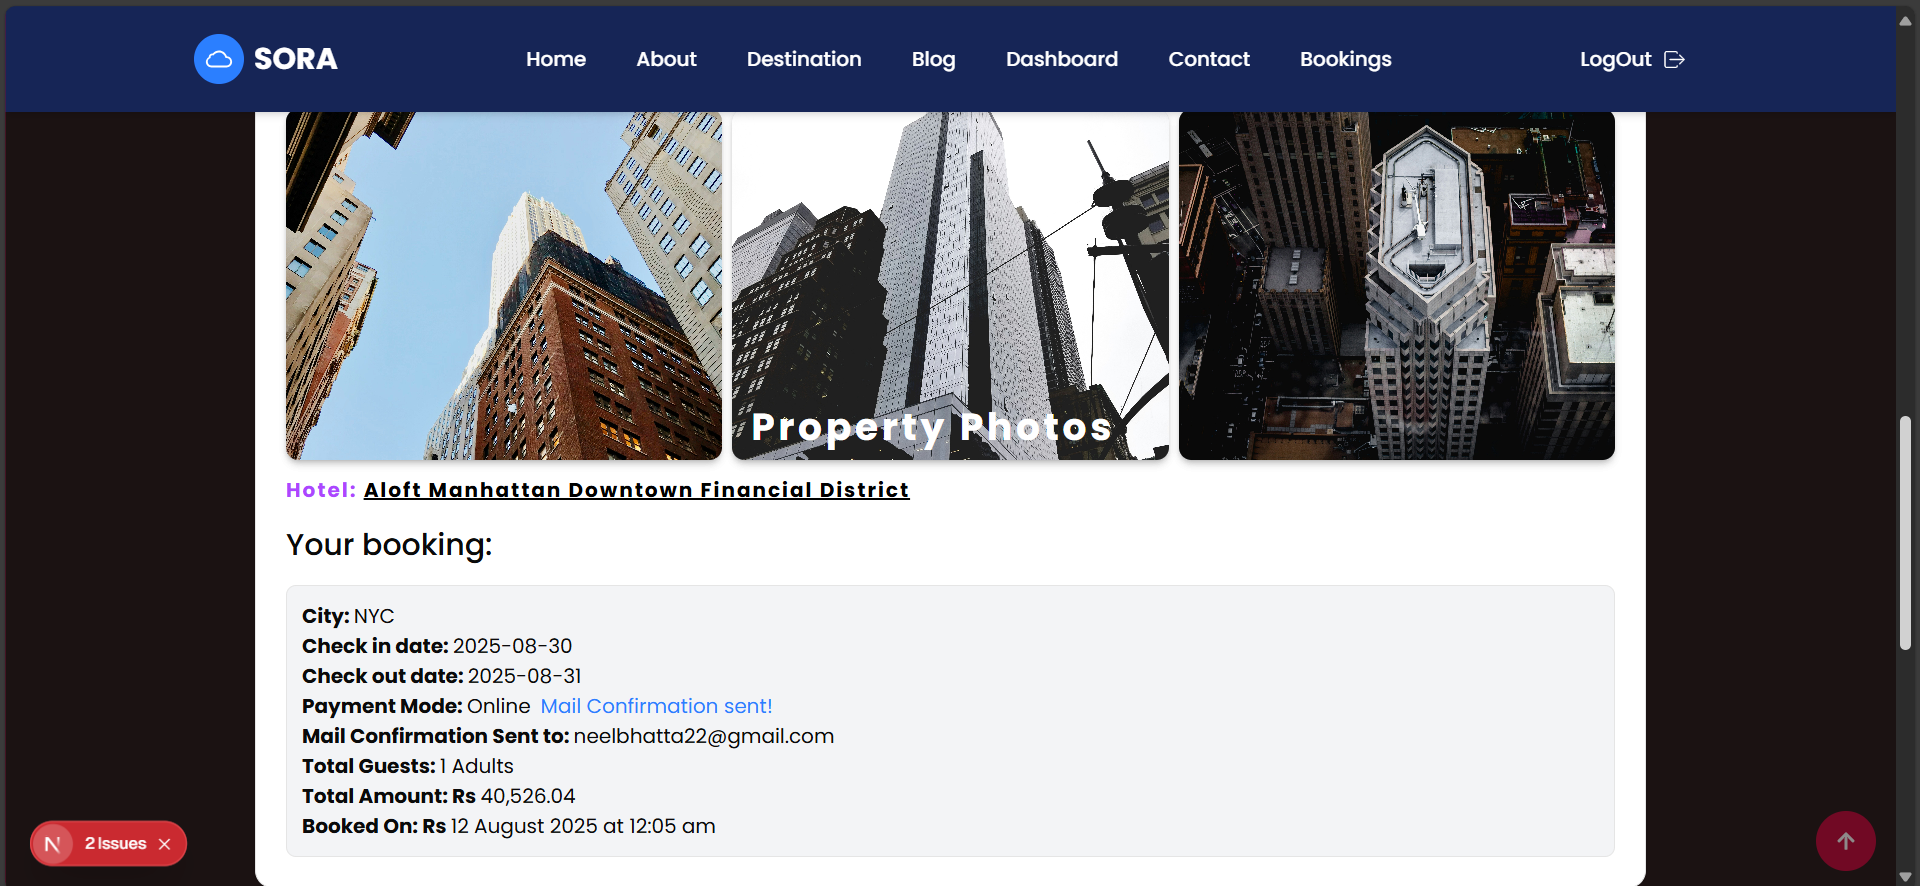 SORA
Home About Destination Blog Dashboard Contact Bookings LogOut
Property Photos
Hotel: Aloft Manhattan Downtown Financial District
Your booking:
City: NYC
Check in date: 2025-08-30
Check out date: 2025-08-31
Payment Mode: Online Mail Confirmation sent!
Mail Confirmation Sent to: neelbhatta22@gmail.com
Total Guests: 1 Adults
Total Amount: Rs 40,526.04
Booked On: Rs 12 August 2025 at 12:05 am
N 2 Issues